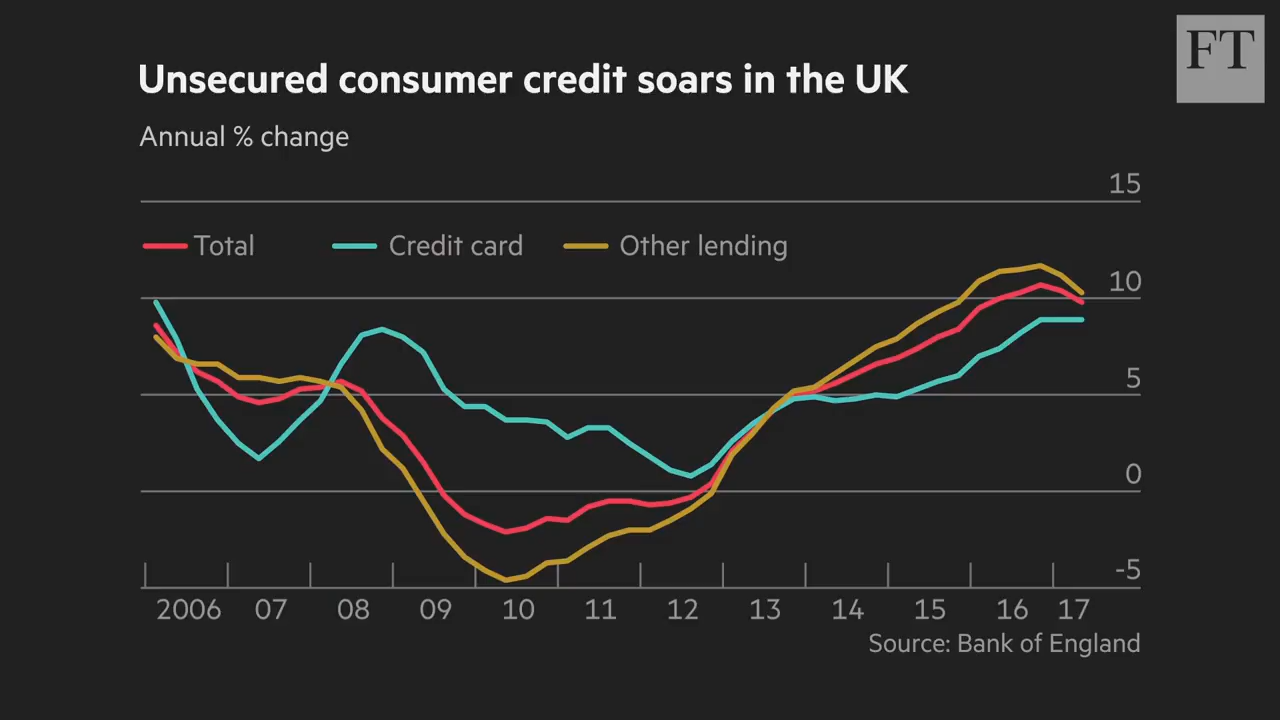 FT
Unsecured consumer credit soars in the UK
Annual % change
15
Total Credit card Other lending
10
5
0
-5
2006 07 08 09 10 11 12 13 14 15 16 17
Source: Bank of England